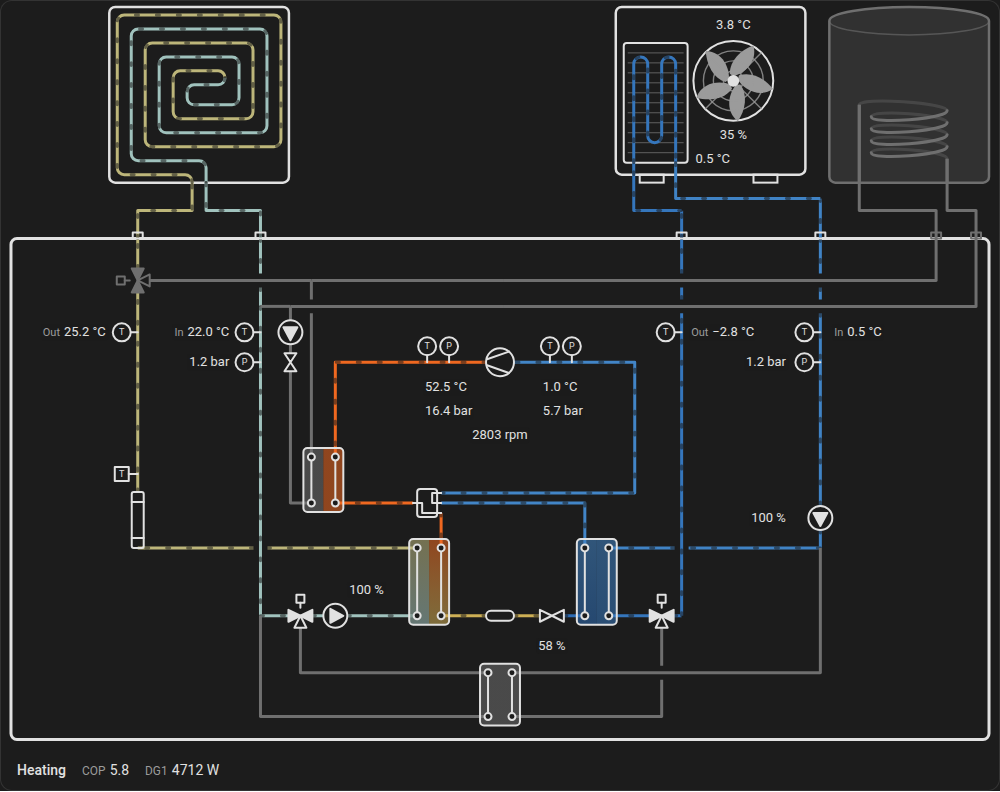 3.8 °C
35 %
0.5 °C
Out 25.2 °C T
In 22.0 °C T
1.2 bar P
T P
T P
T Out −2.8 °C
T In 0.5 °C
1.2 bar P
52.5 °C
1.0 °C
16.4 bar
5.7 bar
2803 rpm
T
100 %
100 %
58 %
Heating COP 5.8 DG1 4712 W